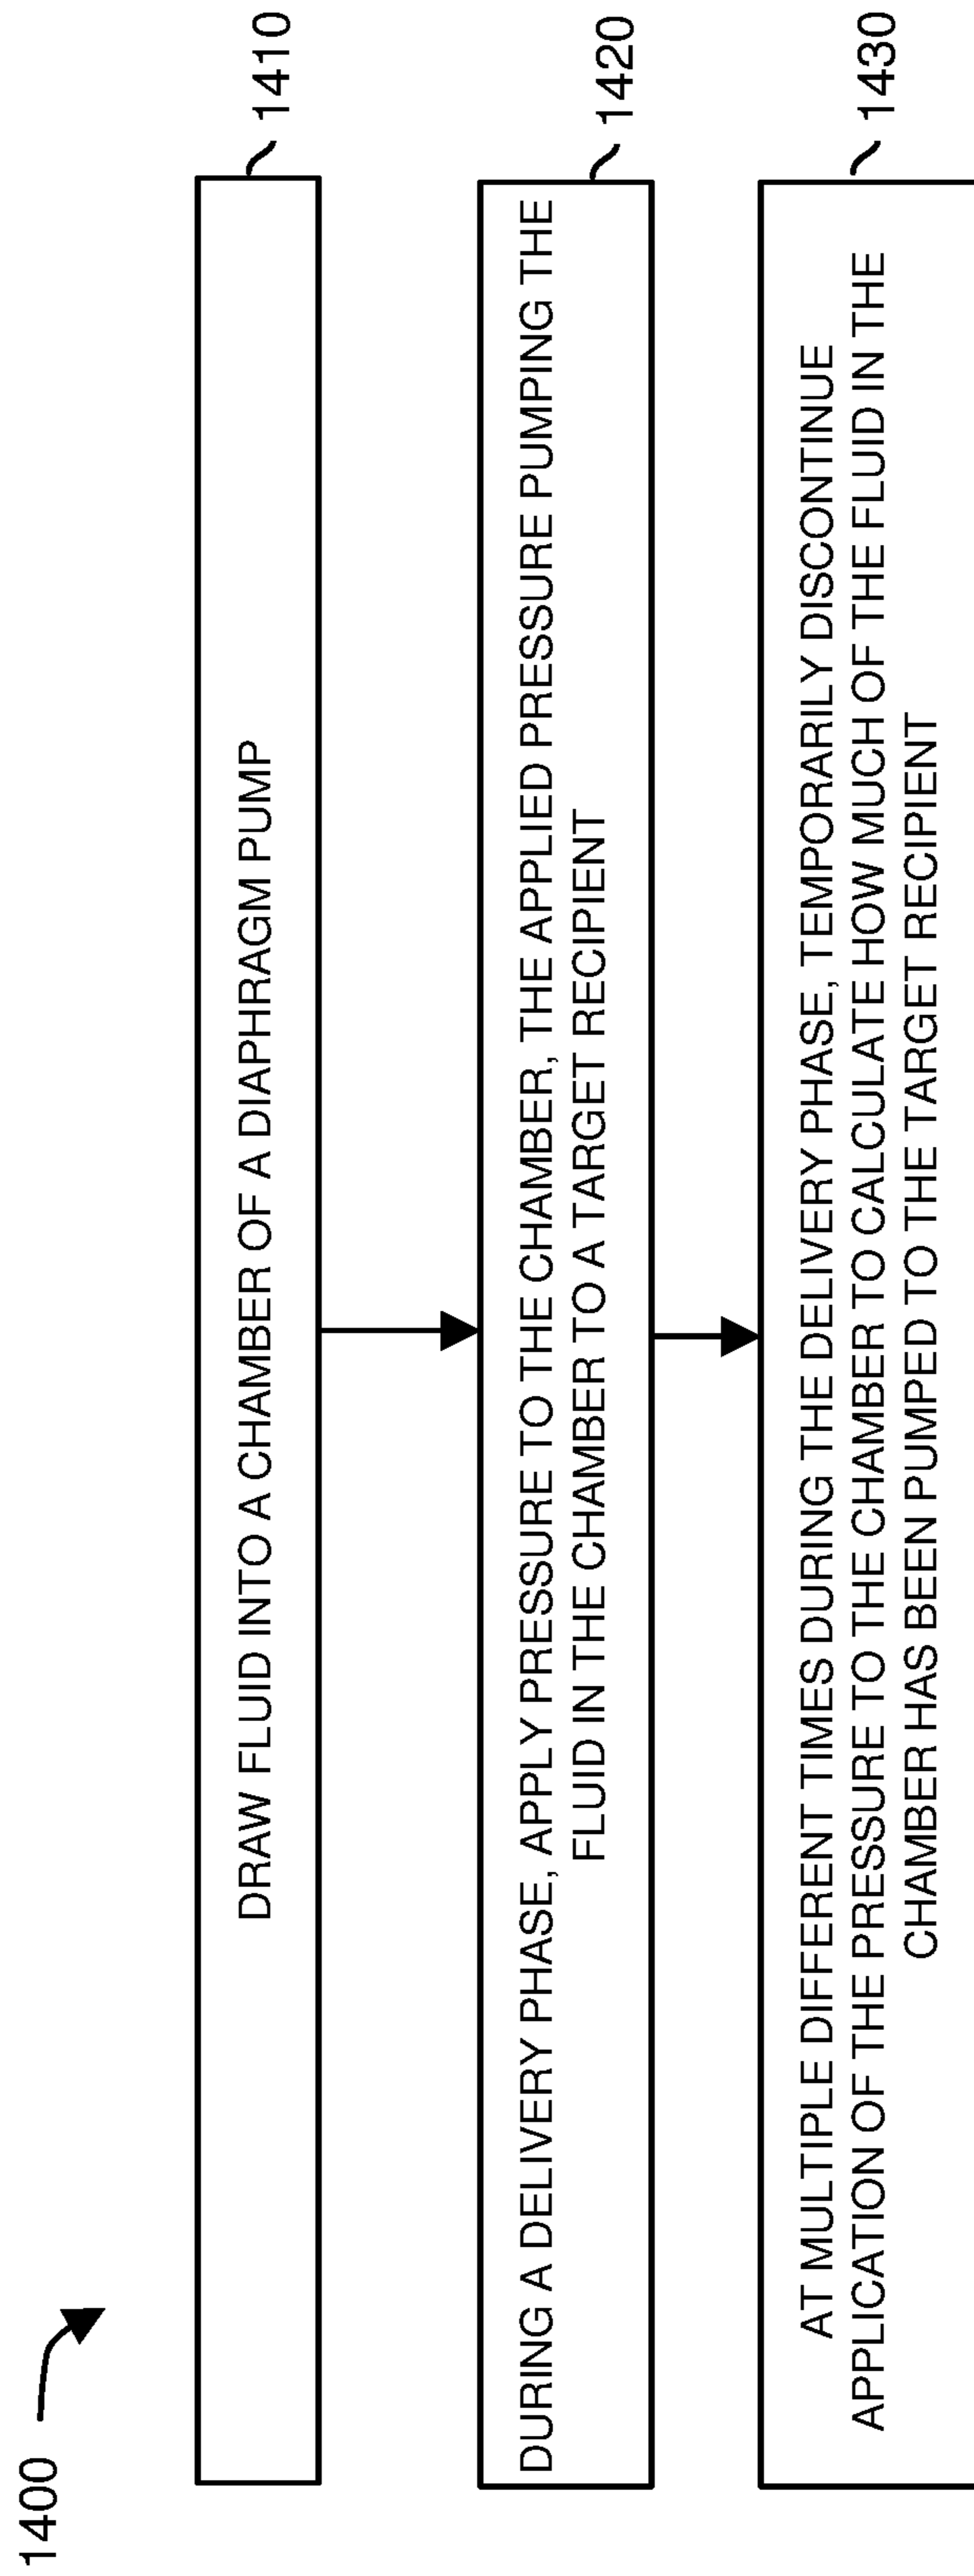 1400
DRAW FLUID INTO A CHAMBER OF A DIAPHRAGM PUMP
1410
DURING A DELIVERY PHASE, APPLY PRESSURE TO THE CHAMBER, THE APPLIED PRESSURE PUMPING THE
FLUID IN THE CHAMBER TO A TARGET RECIPIENT
1420
AT MULTIPLE DIFFERENT TIMES DURING THE DELIVERY PHASE, TEMPORARILY DISCONTINUE
APPLICATION OF THE PRESSURE TO THE CHAMBER TO CALCULATE HOW MUCH OF THE FLUID IN THE
CHAMBER HAS BEEN PUMPED TO THE TARGET RECIPIENT
1430